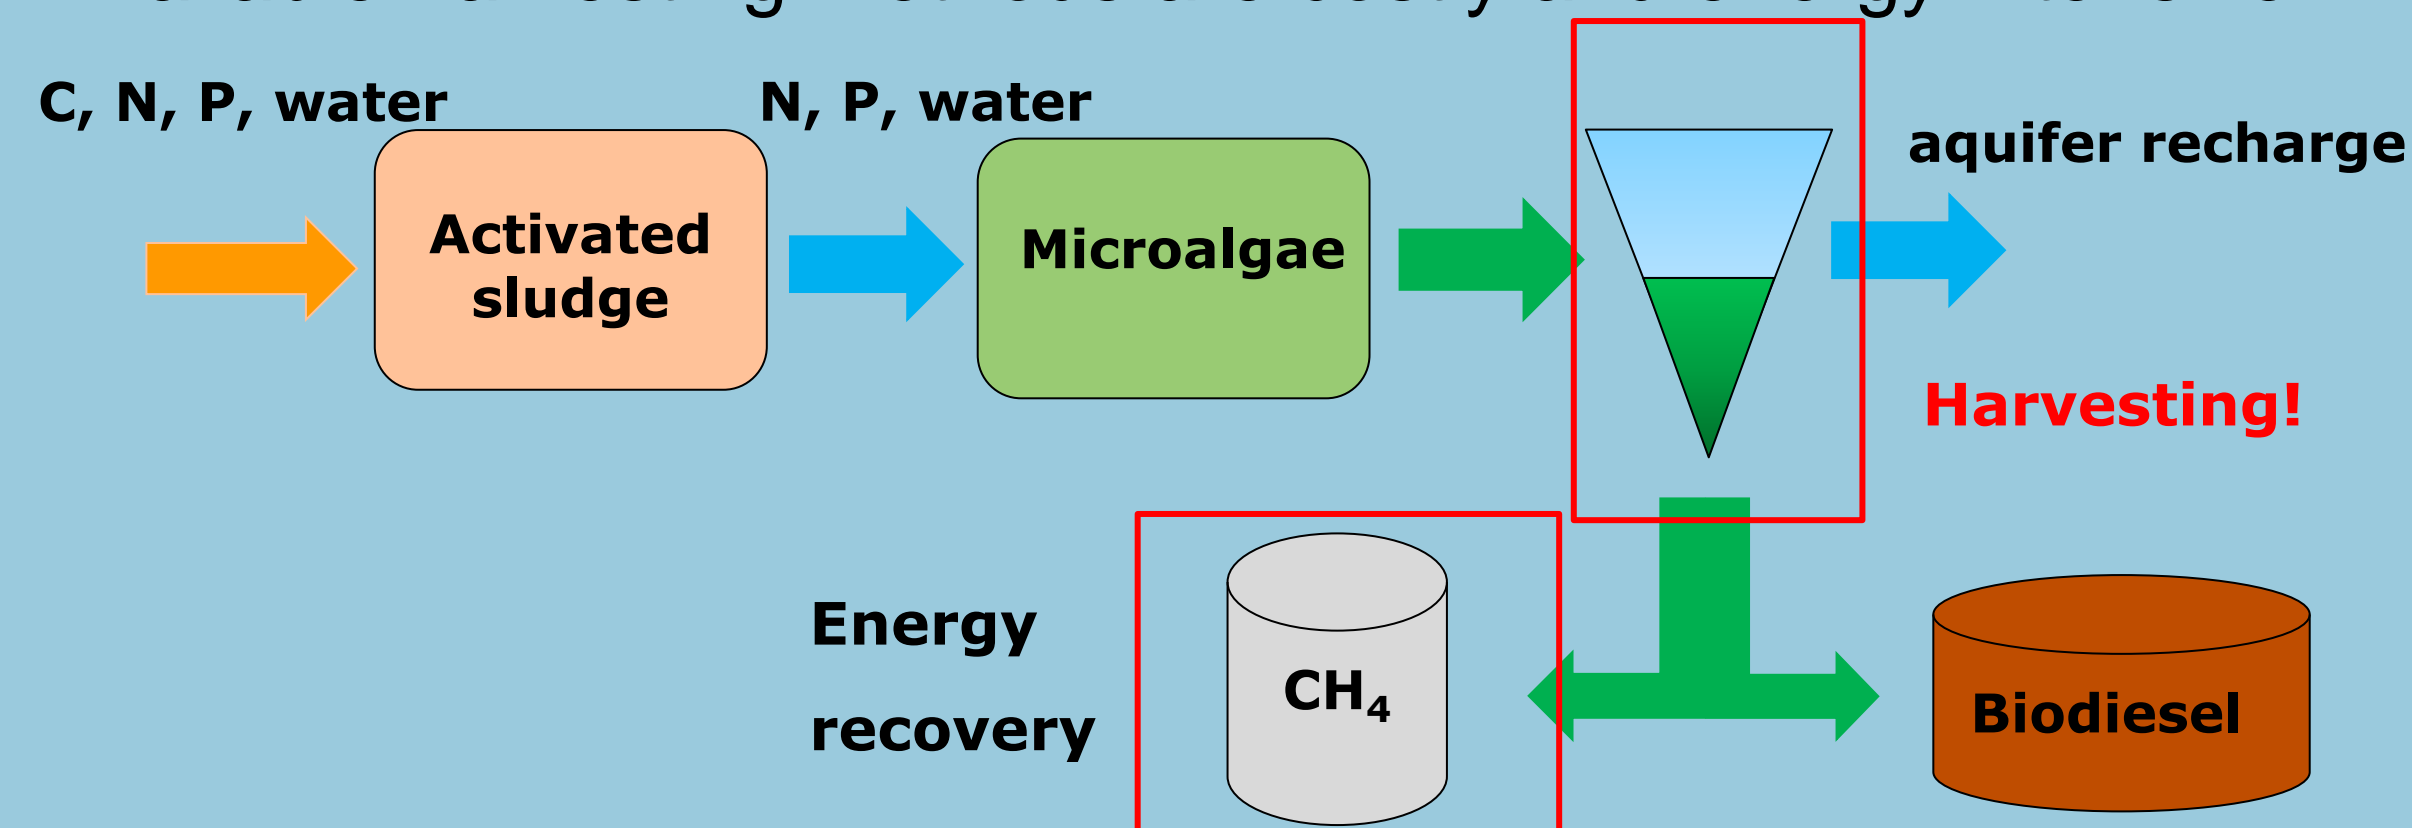 C, N, P, water
N, P, water
aquifer recharge
Activated
sludge
Microalgae
Harvesting!
Energy
recovery
CH₄
Biodiesel